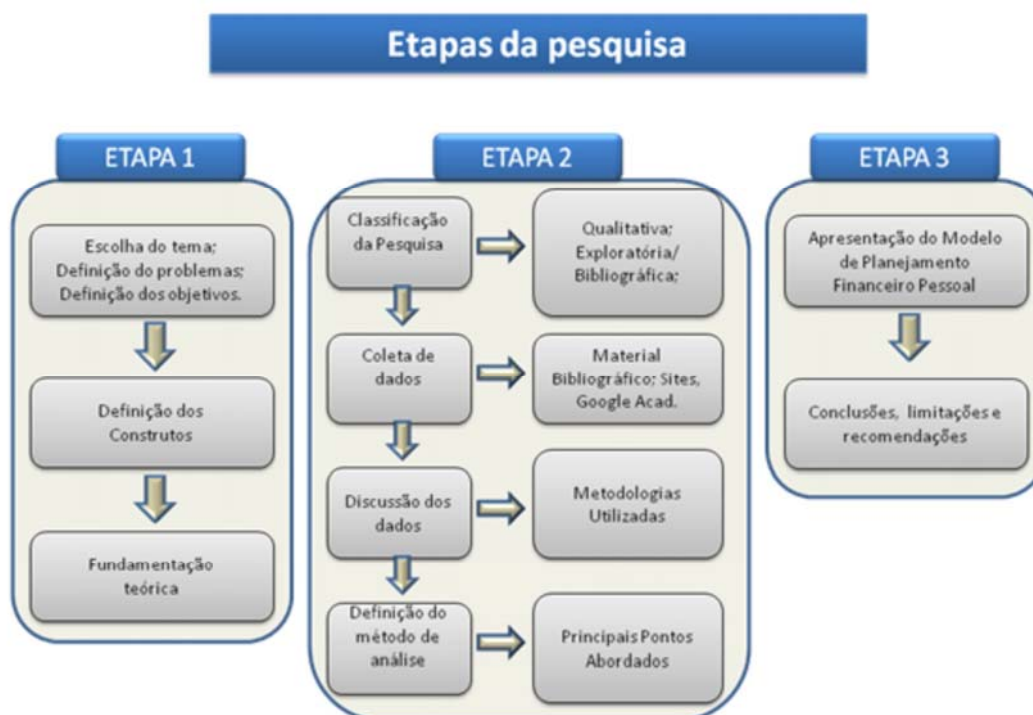 Etapas da pesquisa
ETAPA 1
Escolha do tema;
Definição do problemas;
Definição dos objetivos.
Definição dos
Construtos
Fundamentação
teórica
ETAPA 2
Classificação
da Pesquisa
Qualitativa;
Exploratória/
Bibliográfica;
Coleta de
dados
Material
Bibliográfico; Sites,
Google Acad.
Discussão dos
dados
Metodologias
Utilizadas
Definição do
método de
análise
Principais Pontos
Abordados
ETAPA 3
Apresentação do Modelo
de Planejamento
Financeiro Pessoal
Conclusões, limitações e
recomendações